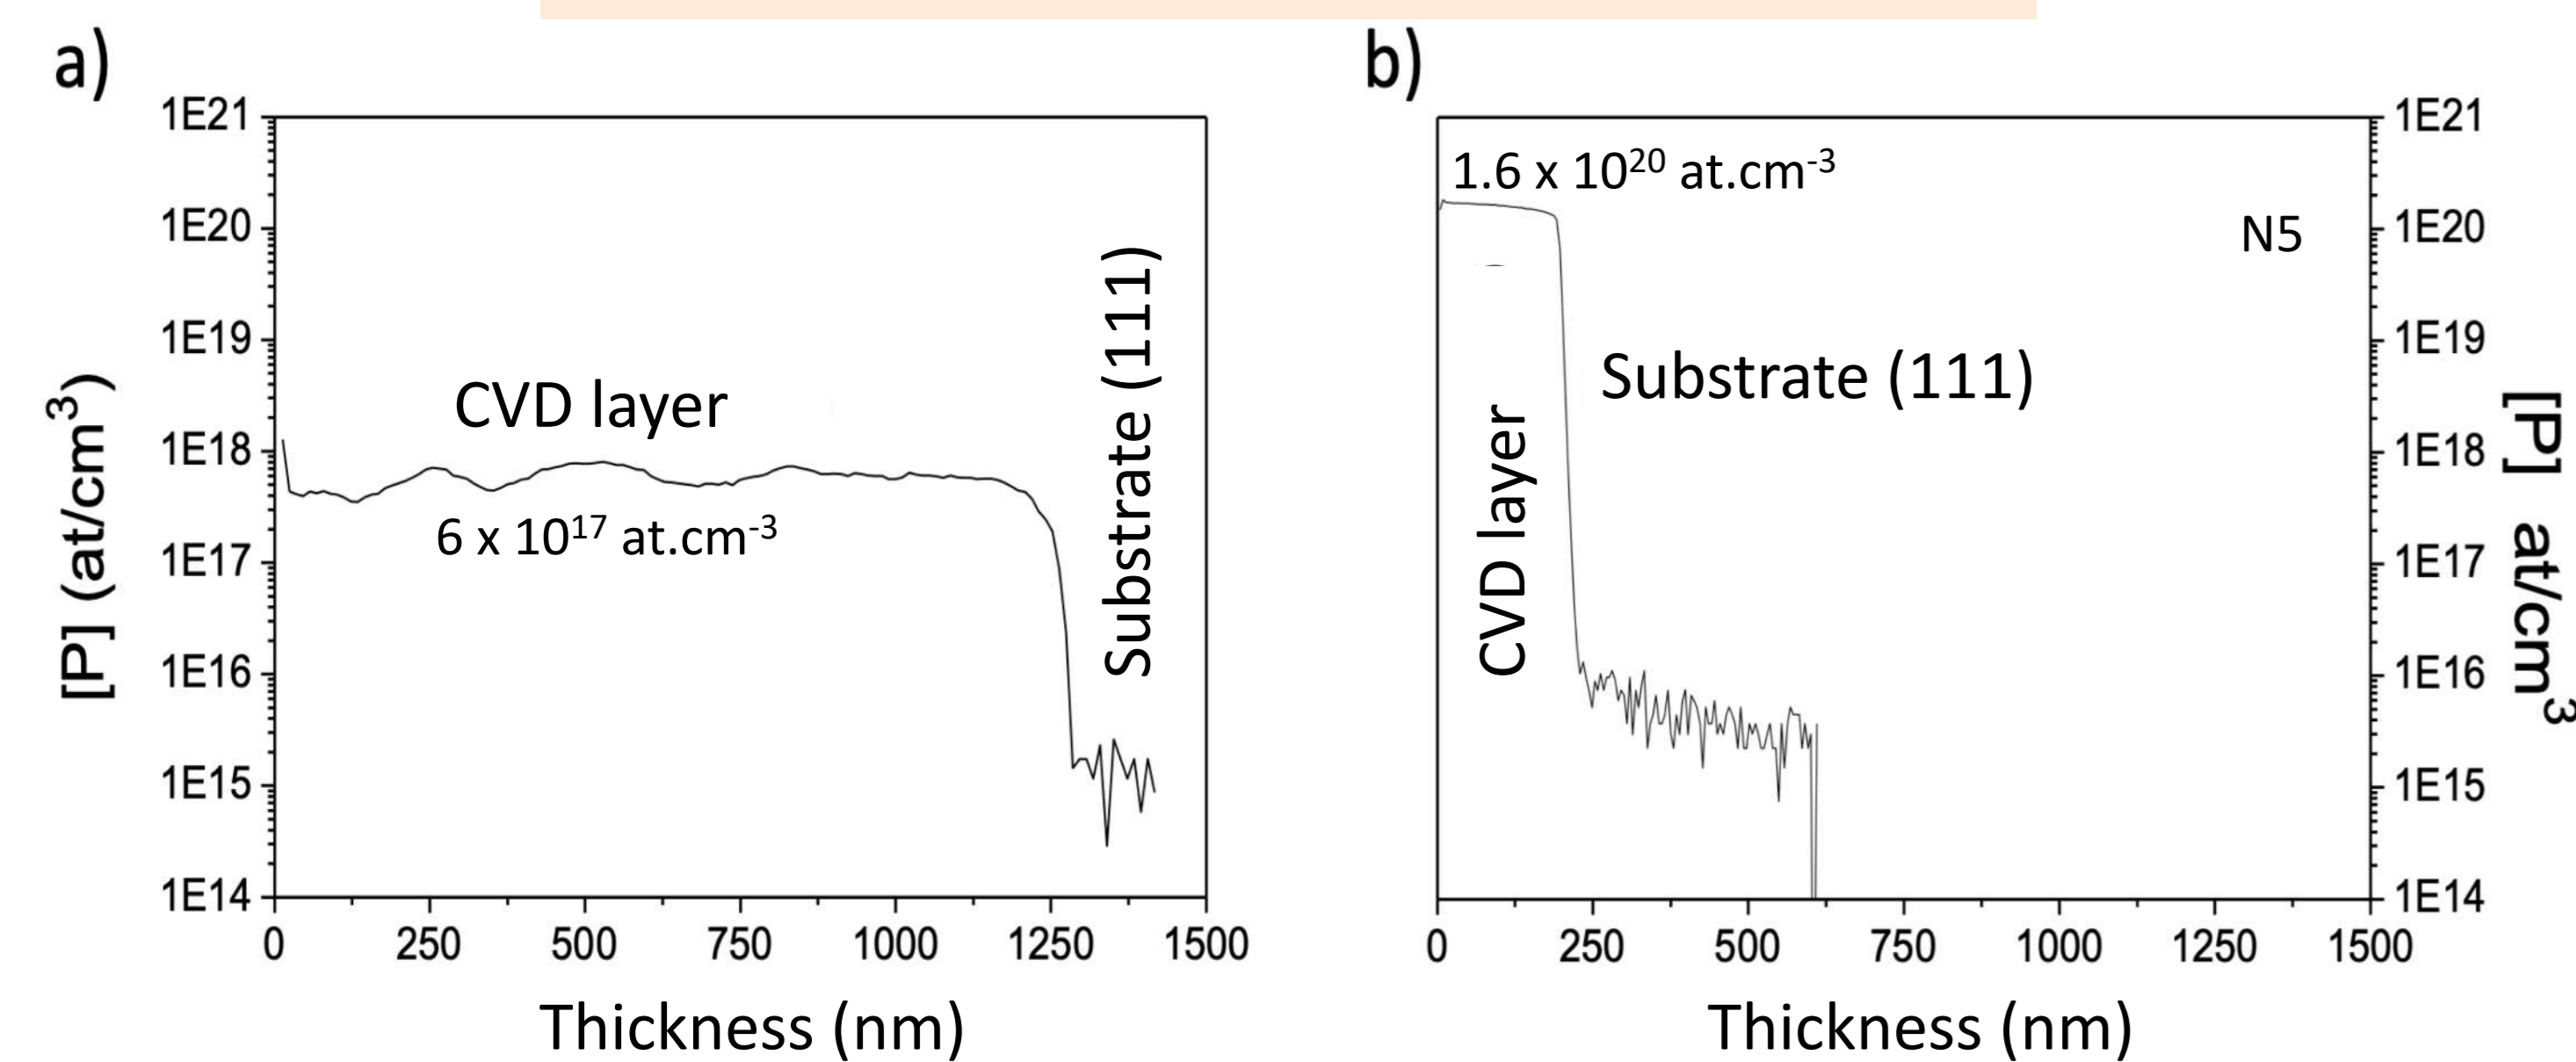 a)
1E21
1E20
1E19
1E18
1E17
1E16
1E15
1E14
[P] (at/cm³)
CVD layer
6 x 10¹⁷ at.cm⁻³
Substrate (111)
0 250 500 750 1000 1250 1500
Thickness (nm)
b)
1.6 x 10²⁰ at.cm⁻³
N5
CVD layer
Substrate (111)
1E21
1E20
1E19
1E18
1E17
1E16
1E15
1E14
[P] at/cm³
0 250 500 750 1000 1250 1500
Thickness (nm)